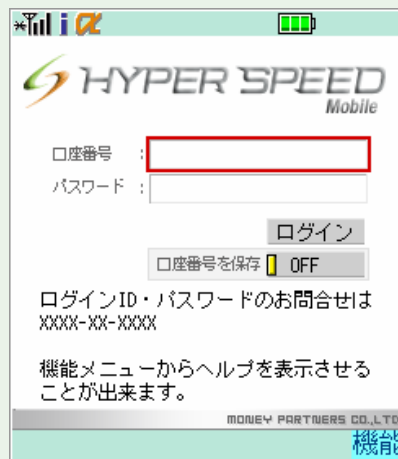 HYPER SPEED
Mobile
口座番号 :
パスワード :
ログイン
口座番号を保存 OFF
ログインID・パスワードのお問合せは
XXXX-XX-XXXX
機能メニューからヘルプを表示させる
ことが出来ます。
MONEY PARTNERS CO.,LTD
機能